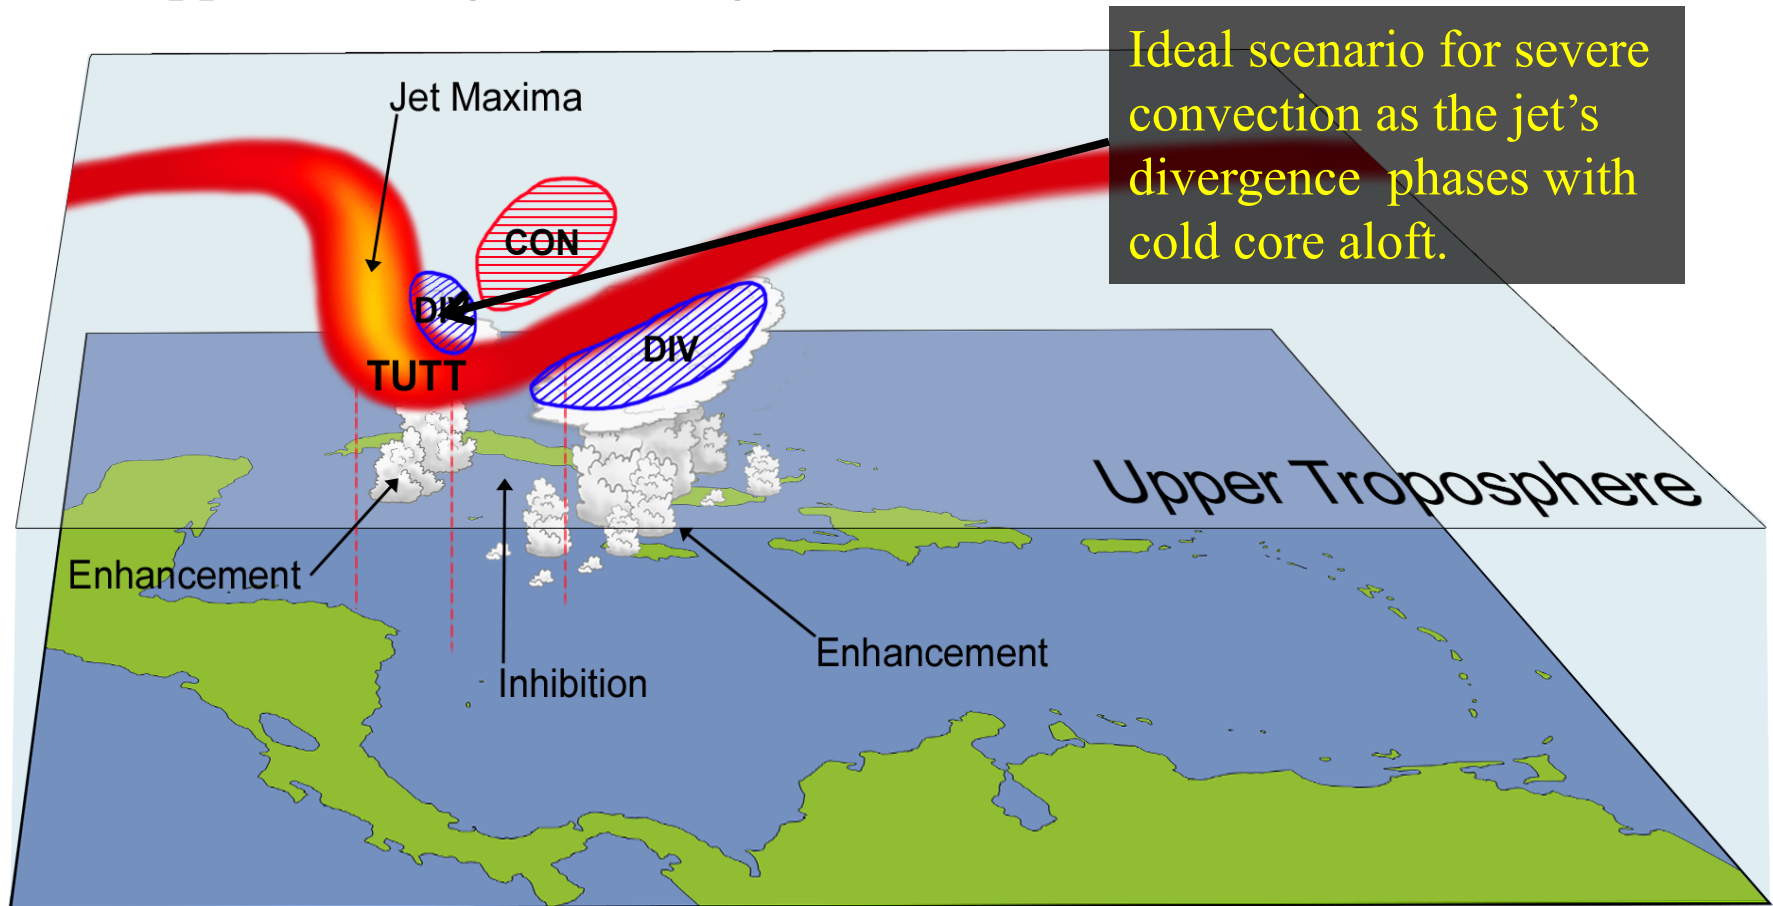 Ideal scenario for severe
convection as the jet’s
divergence phases with
cold core aloft.
Jet Maxima
CON
DIV
DIV
TUTT
Upper Troposphere
Enhancement
Enhancement
Inhibition